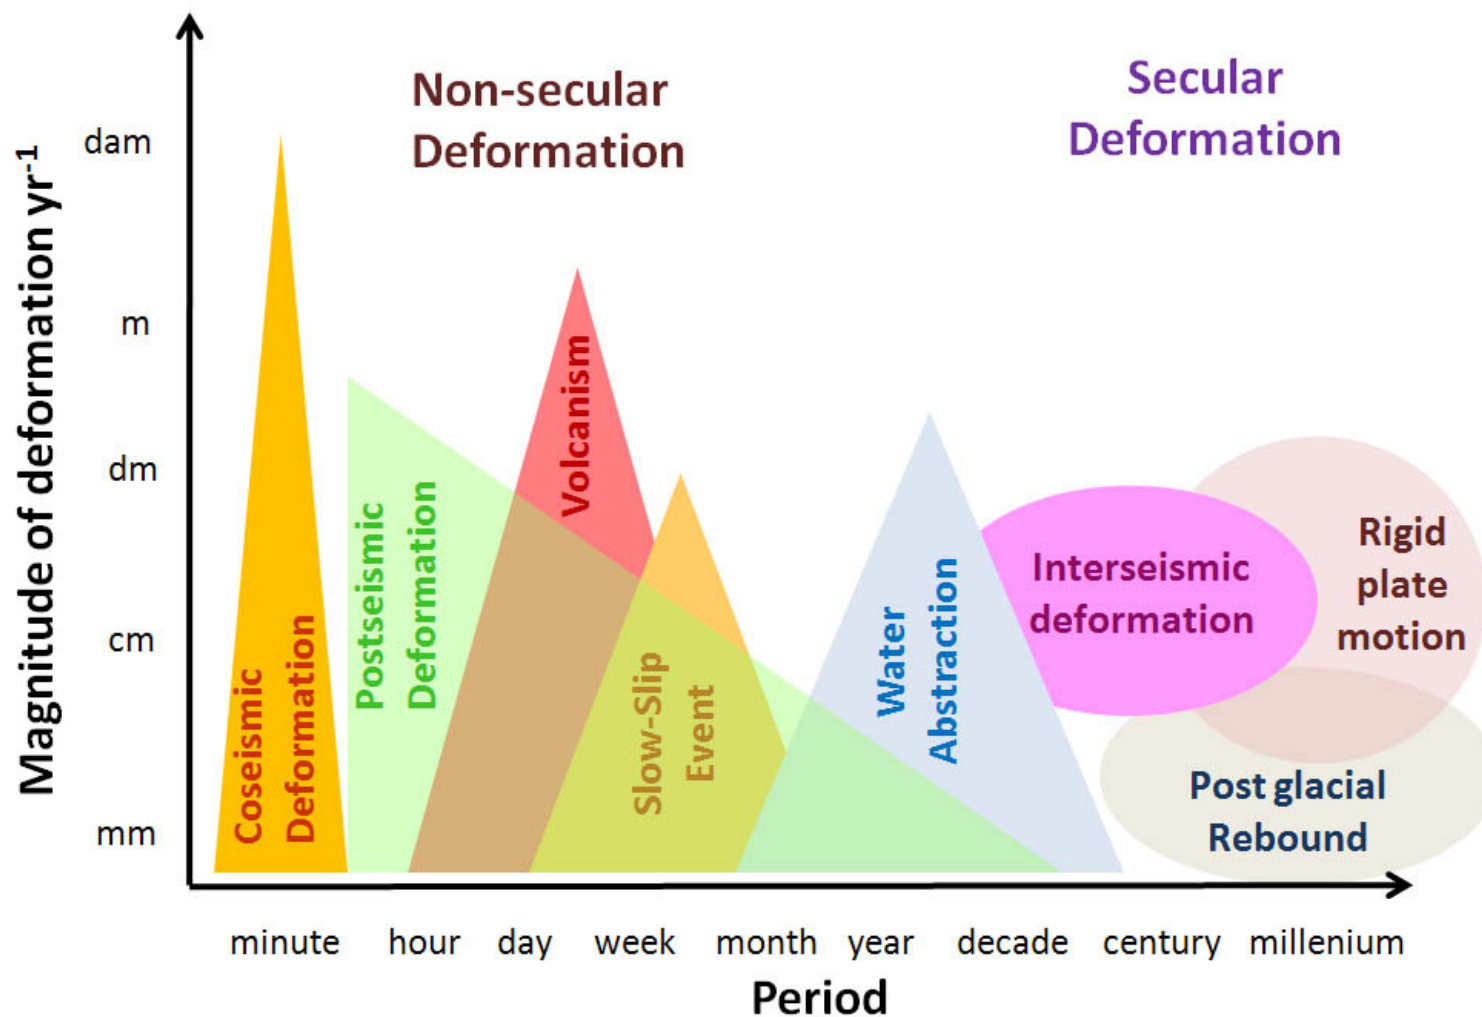 Non-secular
Deformation
Secular
Deformation
Magnitude of deformation yr-1
dam
m
dm
cm
mm
Coseismic
Deformation
Postseismic
Deformation
Volcanism
Slow-Slip
Event
Water
Abstraction
Interseismic
deformation
Rigid
plate
motion
Post glacial
Rebound
minute hour day week month year decade century millenium
Period